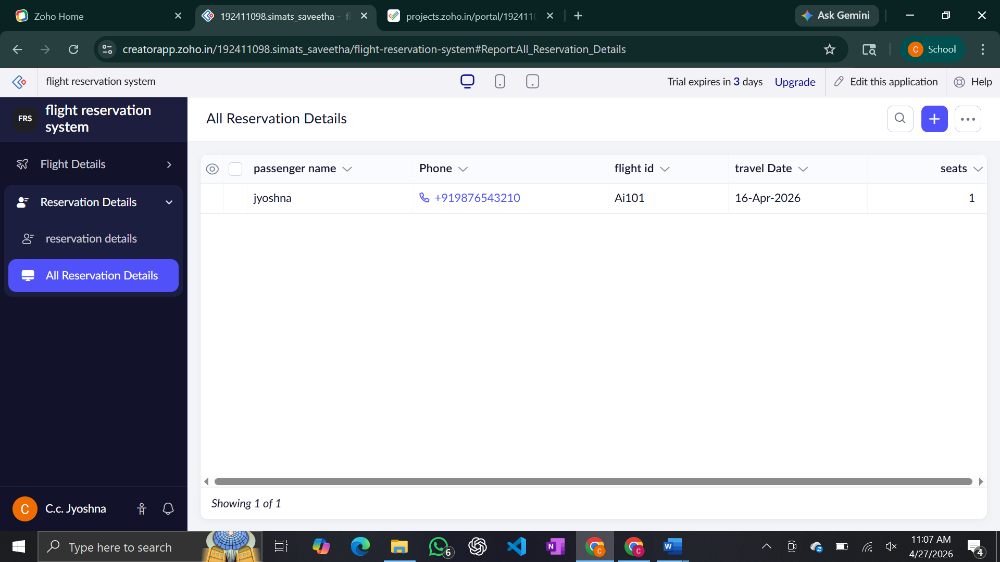 Zoho Home
192411098.simats_saveetha - fl
projects.zoho.in/portal/1924110
Ask Gemini
creatorapp.zoho.in/192411098.simats_saveetha/flight-reservation-system#Report:All_Reservation_Details
C
School
flight reservation system
Trial expires in 3 days
Upgrade
Edit this application
Help
FRS
flight reservation
system
All Reservation Details
Flight Details
Reservation Details
reservation details
All Reservation Details
passenger name
Phone
flight id
travel Date
seats
jyoshna
+919876543210
Ai101
16-Apr-2026
1
Showing 1 of 1
C
C.c. Jyoshna
Type here to search
6
N
C
C
W
11:07 AM
4/27/2026
4